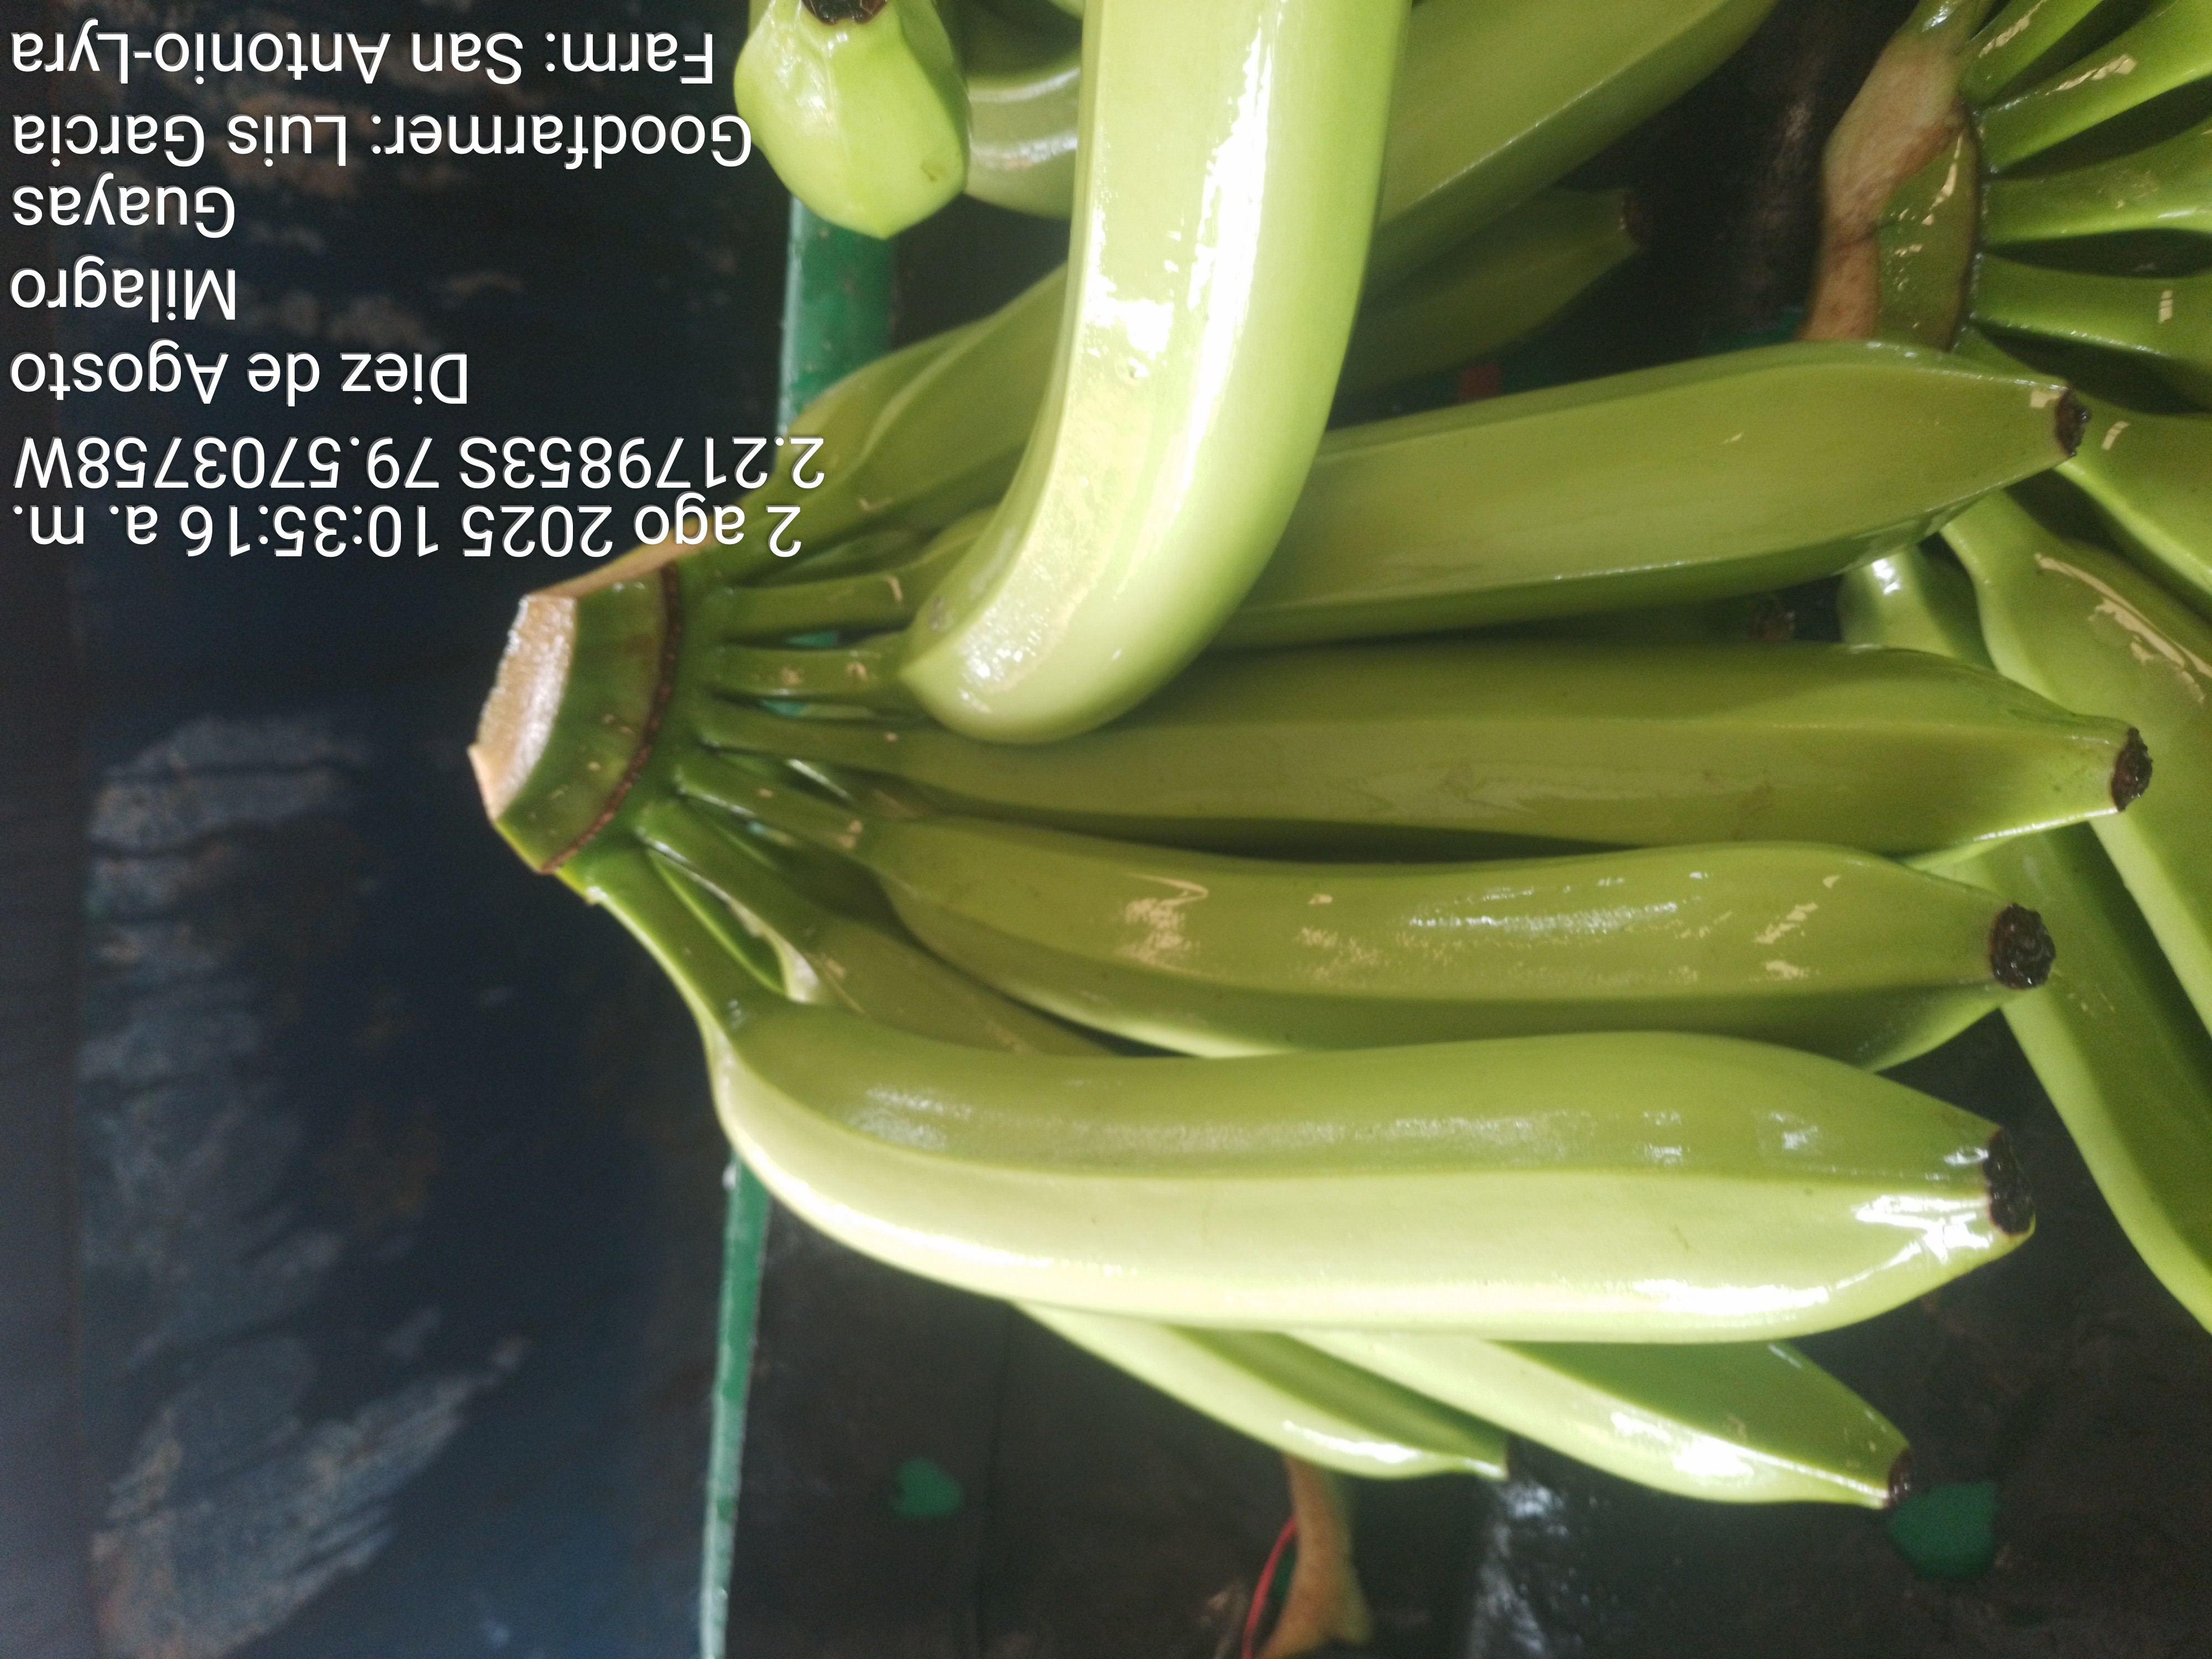 2 ago 2025 10:35:16 a. m.
2.2179853S 79.5703758W
Diez de Agosto
Milagro
Guayas
Goodfarmer: Luis Garcia
Farm: San Antonio-Lyra